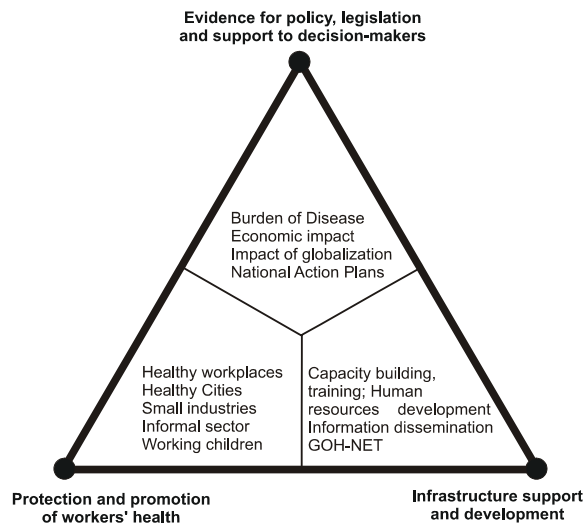 Evidence for policy, legislation
and support to decision-makers
Burden of Disease
Economic impact
Impact of globalization
National Action Plans
Healthy workplaces
Healthy Cities
Small industries
Informal sector
Working children
Capacity building,
training; Human
resources development
Information dissemination
GOH-NET
Protection and promotion
of workers' health
Infrastructure support
and development